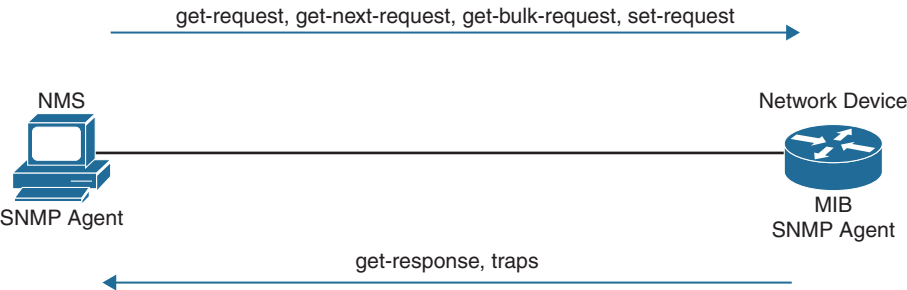 get-request, get-next-request, get-bulk-request, set-request
NMS
Network Device
SNMP Agent
MIB
SNMP Agent
get-response, traps